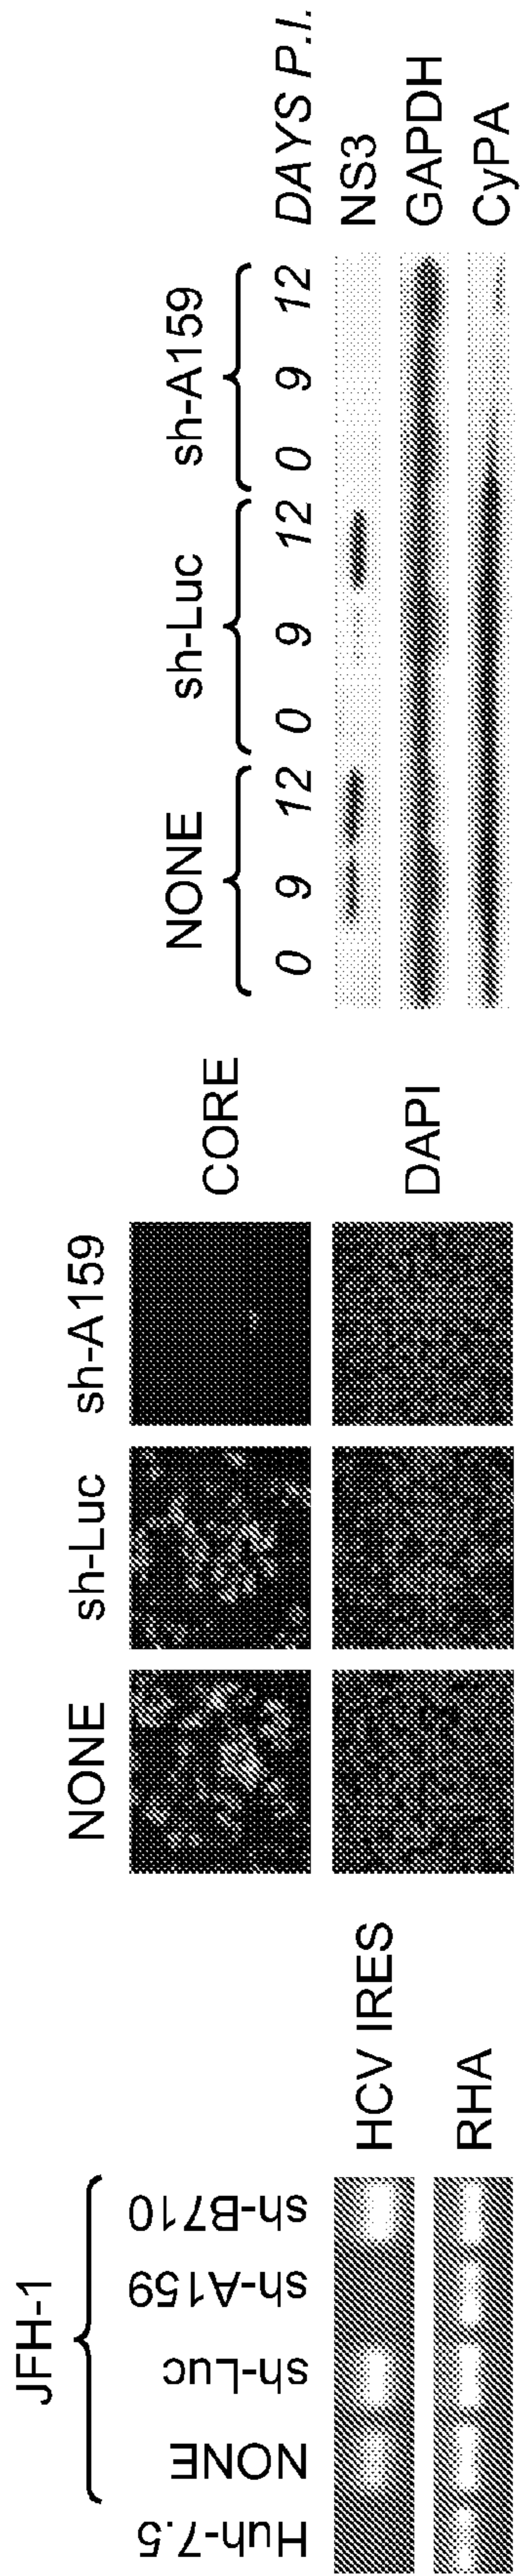 JFH-1
Huh-7.5 NONE sh-Luc sh-A159 sh-B710
HCV IRES
RHA
NONE sh-Luc sh-A159
CORE
DAPI
NONE sh-Luc sh-A159
0 9 12 0 9 12 0 9 12 DAYS P.I.
NS3
GAPDH
CyPA